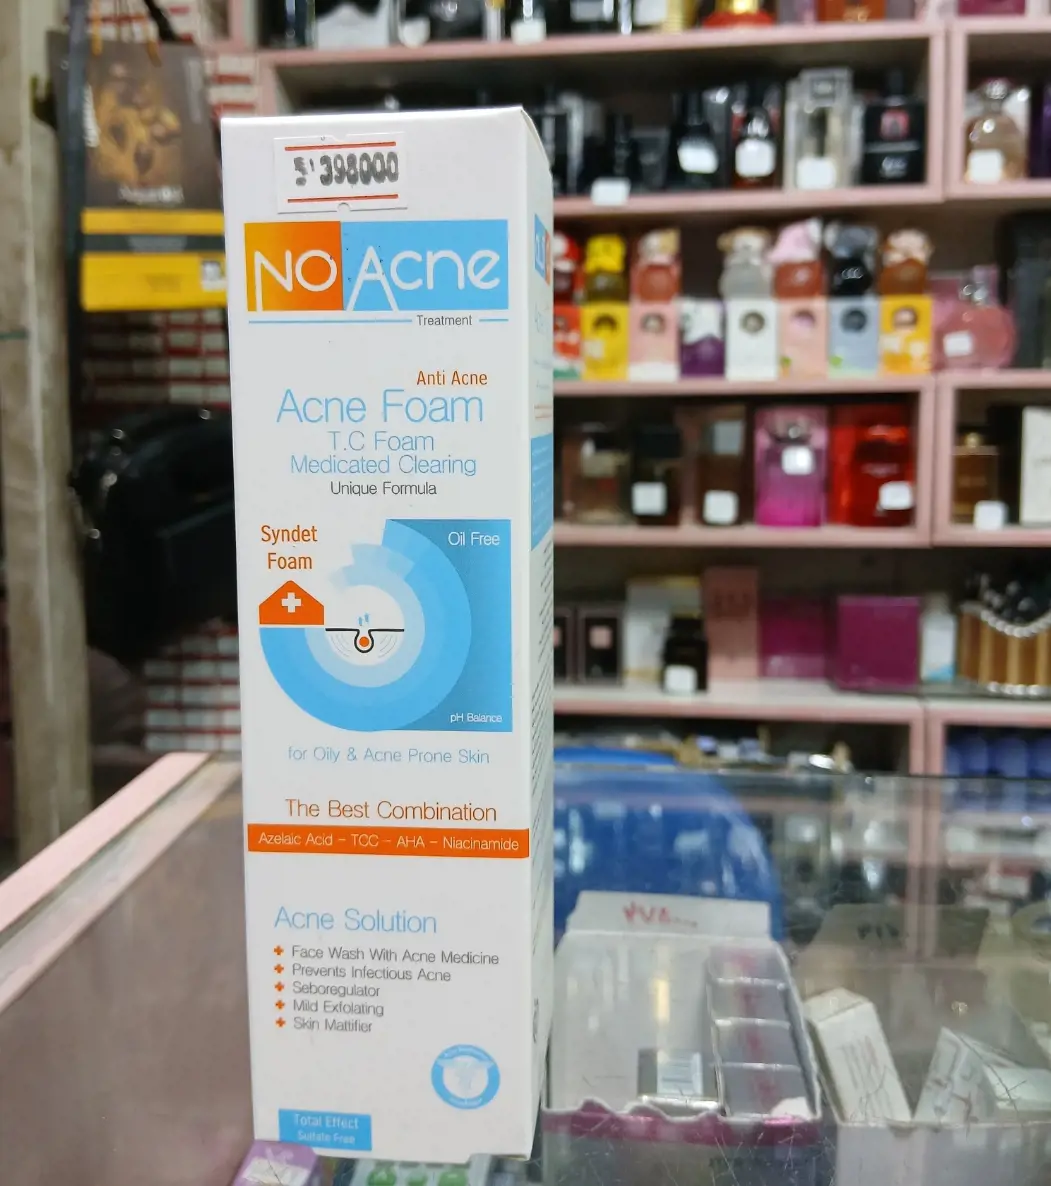 398000
NO Acne
Treatment
Anti Acne
Acne Foam
T.C Foam
Medicated Clearing
Unique Formula
Syndet
Foam
Oil Free
pH Balance
for Oily & Acne Prone Skin
The Best Combination
Azelaic Acid – TCC – AHA – Niacinamide
Acne Solution
Face Wash With Acne Medicine
Prevents Infectious Acne
Seboregulator
Mild Exfolating
Skin Mattifier
Total Effect
Sulfate Free